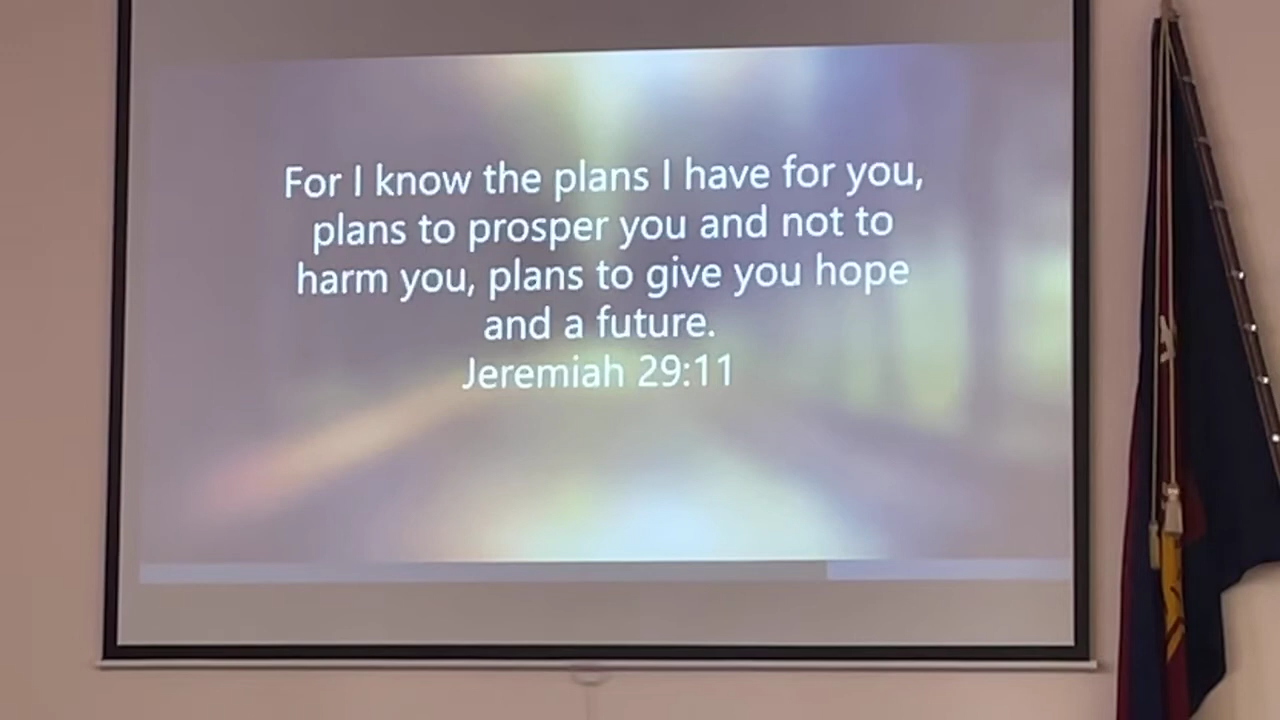 For I know the plans I have for you,
plans to prosper you and not to
harm you, plans to give you hope
and a future.
Jeremiah 29:11